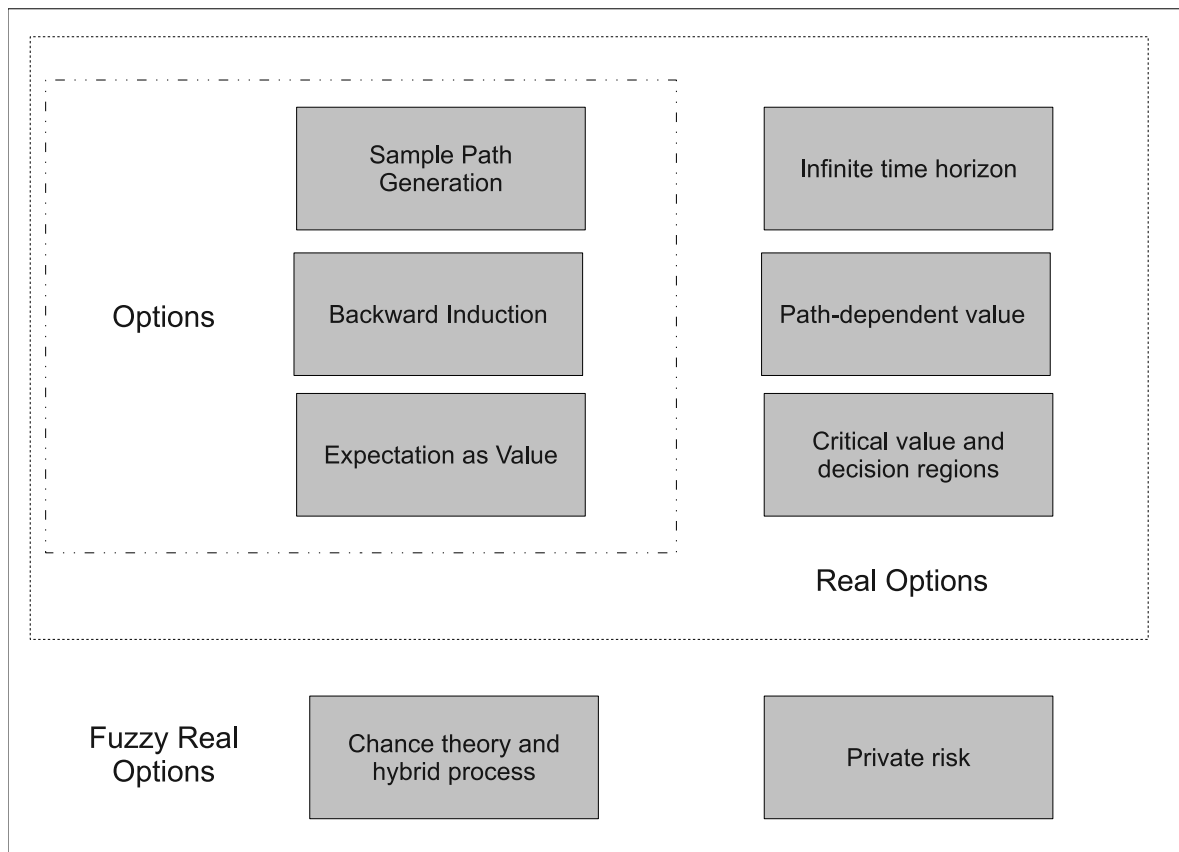 Sample Path
Generation
Infinite time horizon
Options
Backward Induction
Path-dependent value
Expectation as Value
Critical value and
decision regions
Real Options
Fuzzy Real
Options
Chance theory and
hybrid process
Private risk